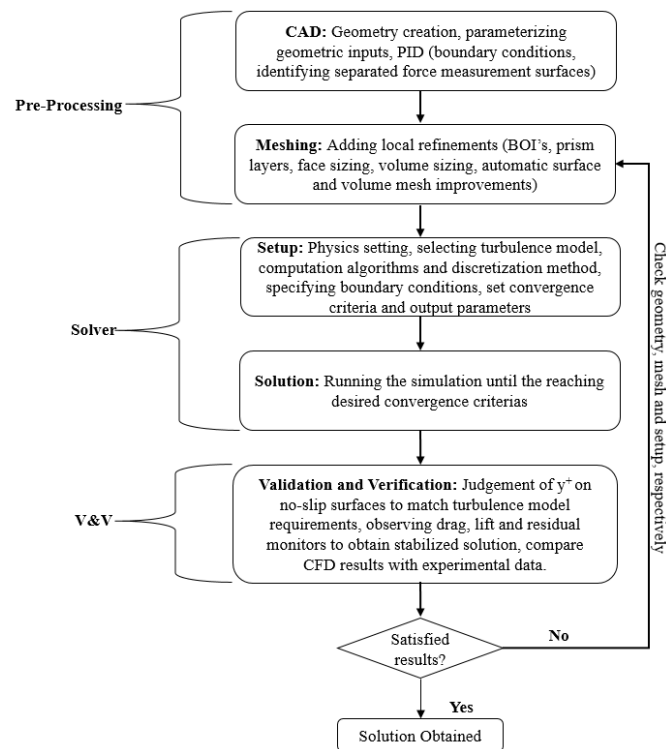 CAD: Geometry creation, parameterizing
geometric inputs, PID (boundary conditions,
identifying separated force measurement surfaces)
Pre-Processing
Meshing: Adding local refinements (BOI's, prism
layers, face sizing, volume sizing, automatic surface
and volume mesh improvements)
Setup: Physics setting, selecting turbulence model,
computation algorithms and discretization method,
specifying boundary conditions, set convergence
criteria and output parameters
Solver
Solution: Running the simulation until the reaching
desired convergence criterias
Validation and Verification: Judgement of y+ on
no-slip surfaces to match turbulence model
requirements, observing drag, lift and residual
monitors to obtain stabilized solution, compare
CFD results with experimental data.
V&V
Satisfied
results?
No
Check geometry, mesh and setup, respectively
Yes
Solution Obtained